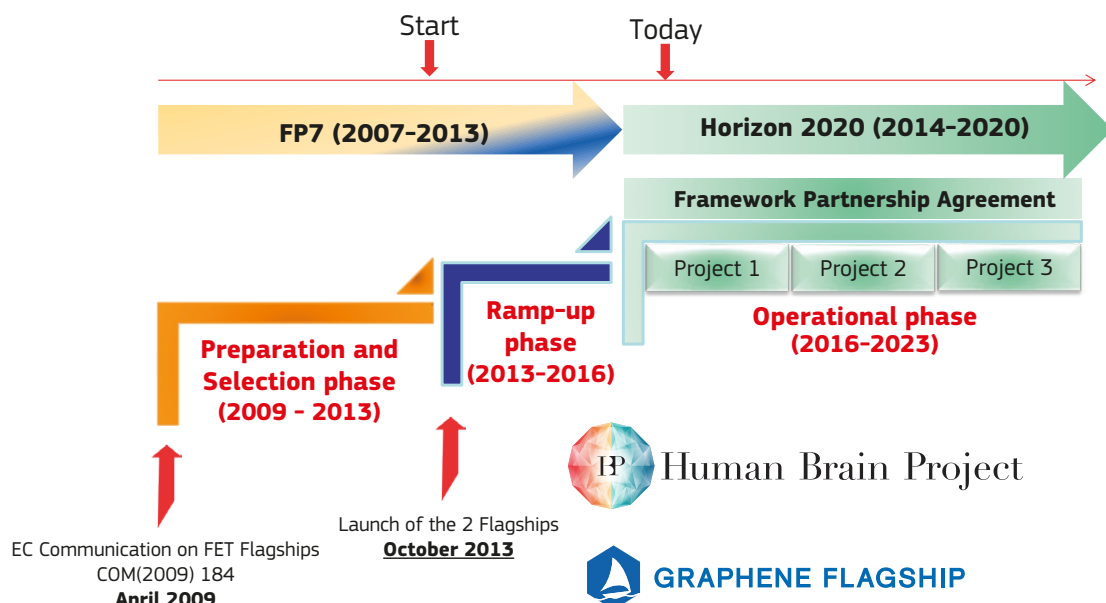 Start
Today
FP7 (2007-2013)
Horizon 2020 (2014-2020)
Framework Partnership Agreement
Project 1
Project 2
Project 3
Operational phase
(2016-2023)
Ramp-up
phase
(2013-2016)
Preparation and
Selection phase
(2009 - 2013)
Human Brain Project
Launch of the 2 Flagships
October 2013
EC Communication on FET Flagships
COM(2009) 184
April 2009
GRAPHENE FLAGSHIP